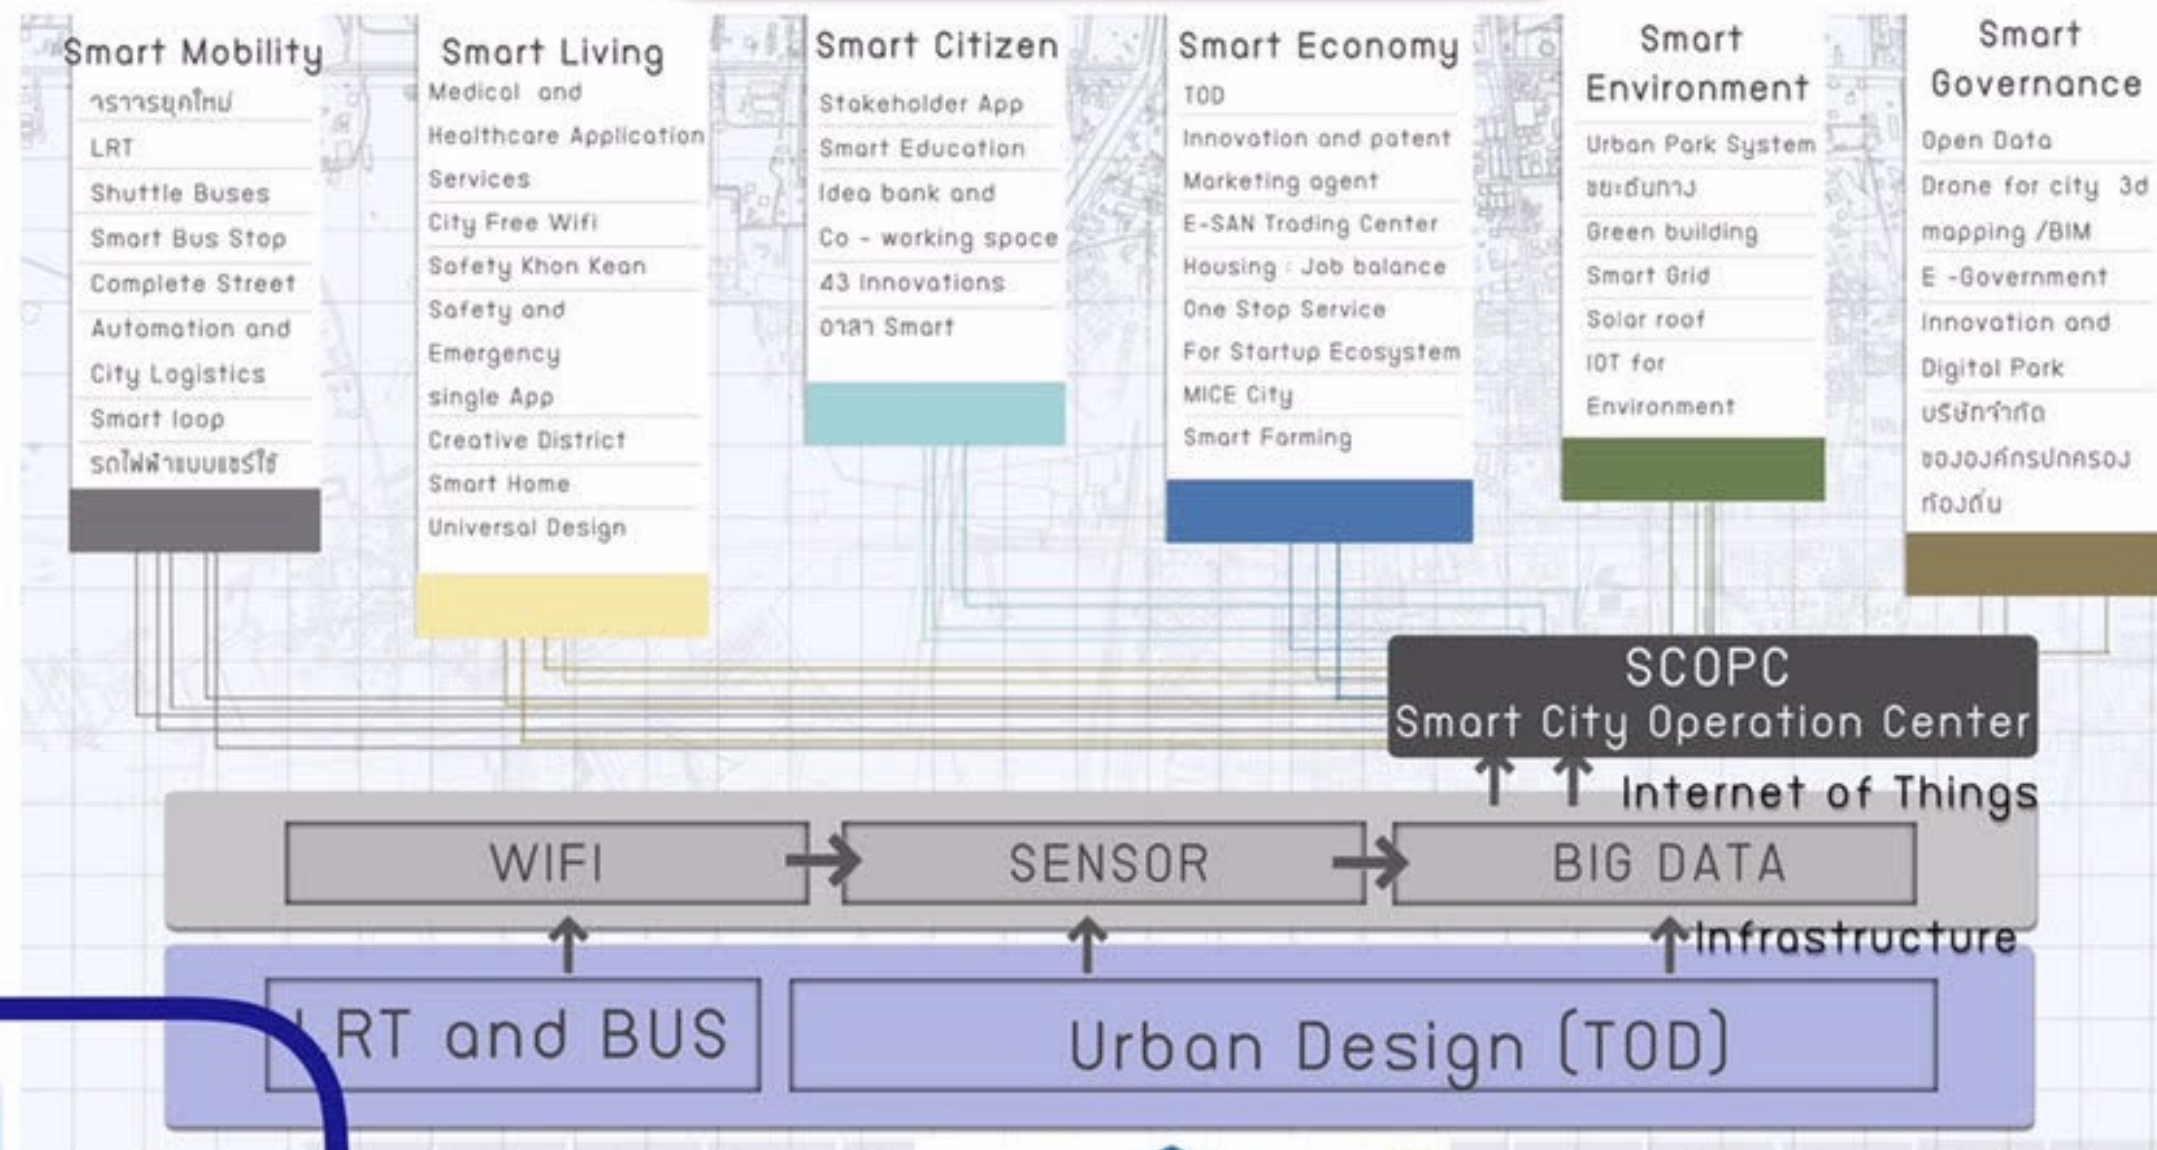 Smart Mobility
จราจรยุคใหม่
LRT
Shuttle Buses
Smart Bus Stop
Complete Street
Automation and
City Logistics
Smart loop
รถไฟฟ้าแบบแชร์ใช้
Smart Living
Medical and
Healthcare Application
Services
City Free Wifi
Safety Khon Kean
Safety and
Emergency
single App
Creative District
Smart Home
Universal Design
Smart Citizen
Stakeholder App
Smart Education
Idea bank and
Co - working space
43 Innovations
อาสา Smart
Smart Economy
TOD
Innovation and patent
Marketing agent
E-SAN Trading Center
Housing : Job balance
One Stop Service
For Startup Ecosystem
MICE City
Smart Farming
Smart
Environment
Urban Park System
ขยะต้นทาง
Green building
Smart Grid
Solar roof
IOT for
Environment
Smart
Governance
Open Data
Drone for city 3d
mapping /BIM
E -Government
Innovation and
Digital Park
บริษัทจำกัด
ขององค์กรปกครอง
ท้องถิ่น
SCOPC
Smart City Operation Center
Internet of Things
WIFI
SENSOR
BIG DATA
Infrastructure
LRT and BUS
Urban Design (TOD)